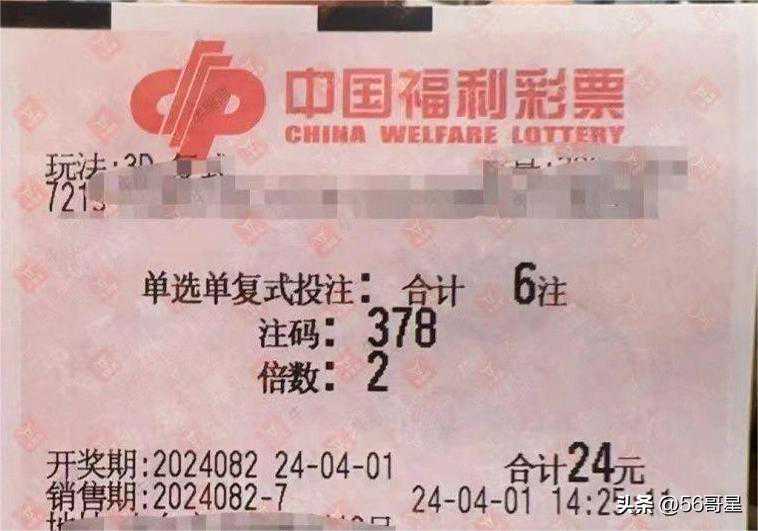 中国福利彩票
CHINA WELFARE LOTTERY
玩法:3D
721
单选单复式投注: 合计 6注
注码: 378
倍数: 2
开奖期:2024082 24-04-01 合计24元
销售期:2024082-7 24-04-01 14:25
头条 @56哥星